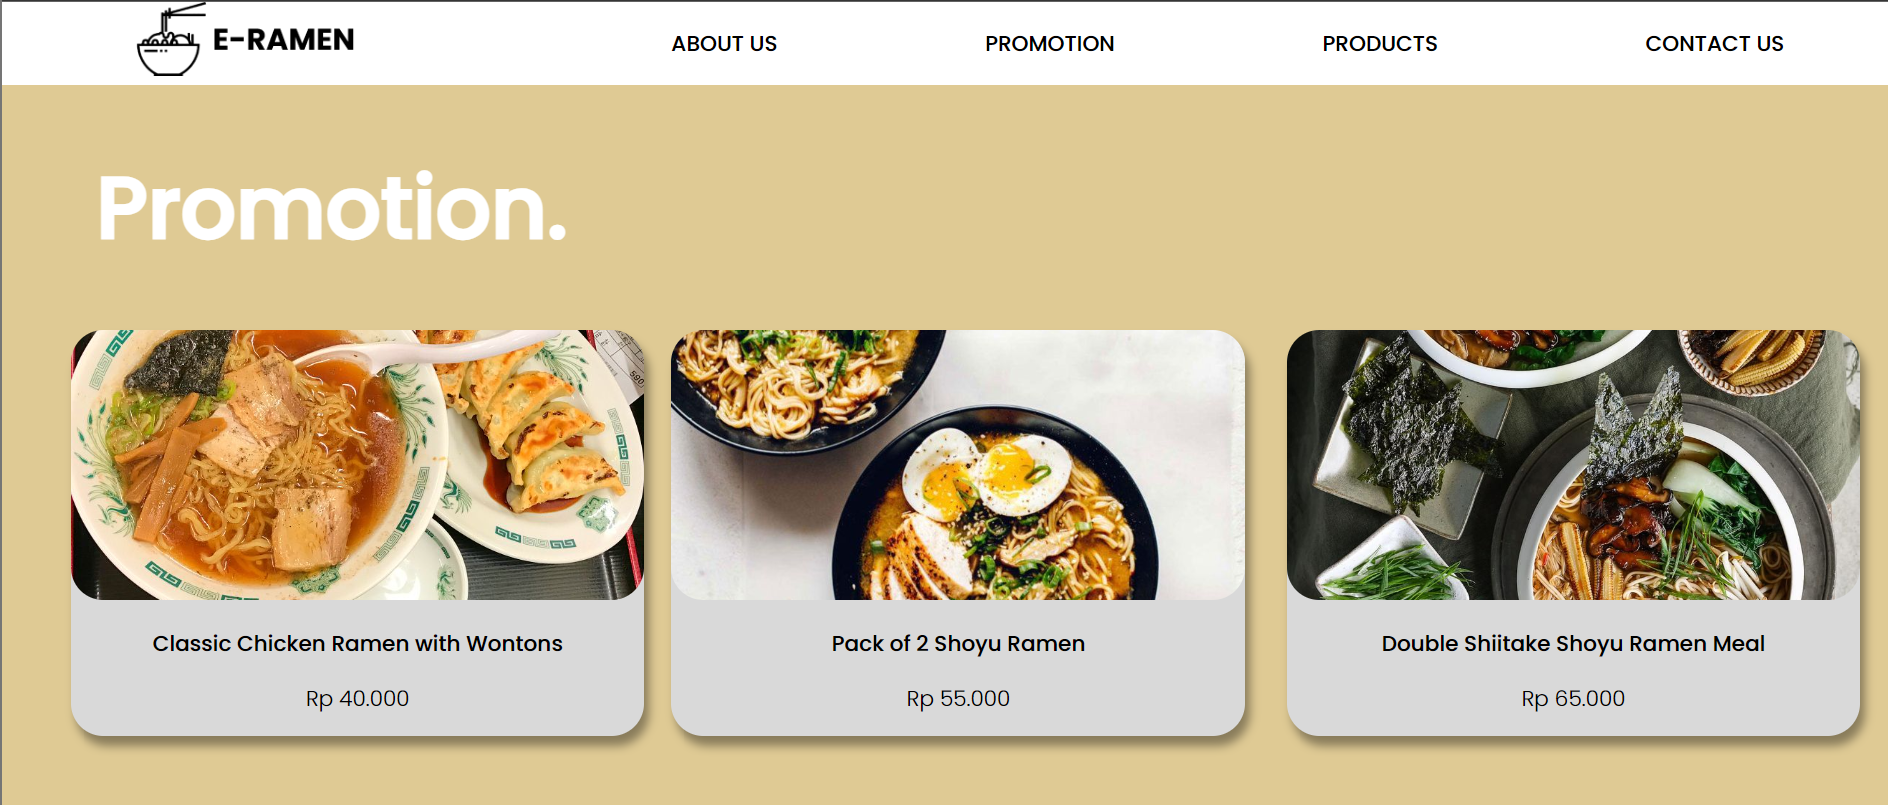 E-RAMEN
ABOUT US
PROMOTION
PRODUCTS
CONTACT US
Promotion.
590
Classic Chicken Ramen with Wontons
Rp 40.000
Pack of 2 Shoyu Ramen
Rp 55.000
Double Shiitake Shoyu Ramen Meal
Rp 65.000